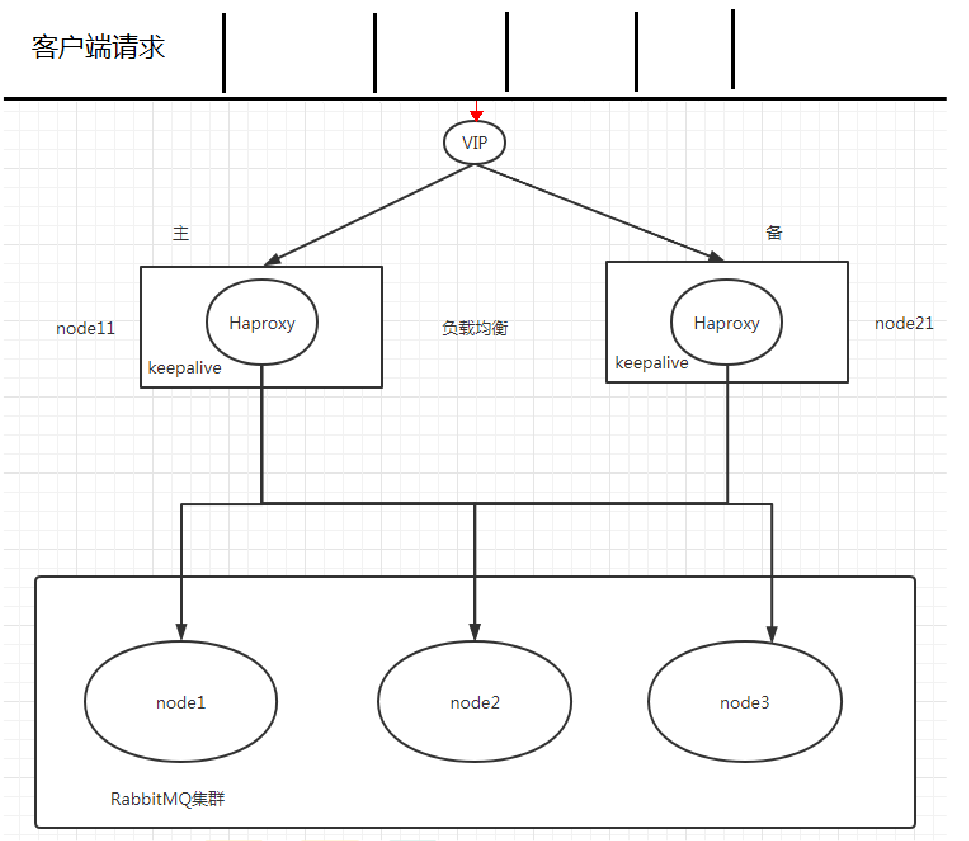 客户端请求
VIP
主
备
Haproxy
Haproxy
node11
负载均衡
node21
keepalive
keepalive
node1
node2
node3
RabbitMQ集群